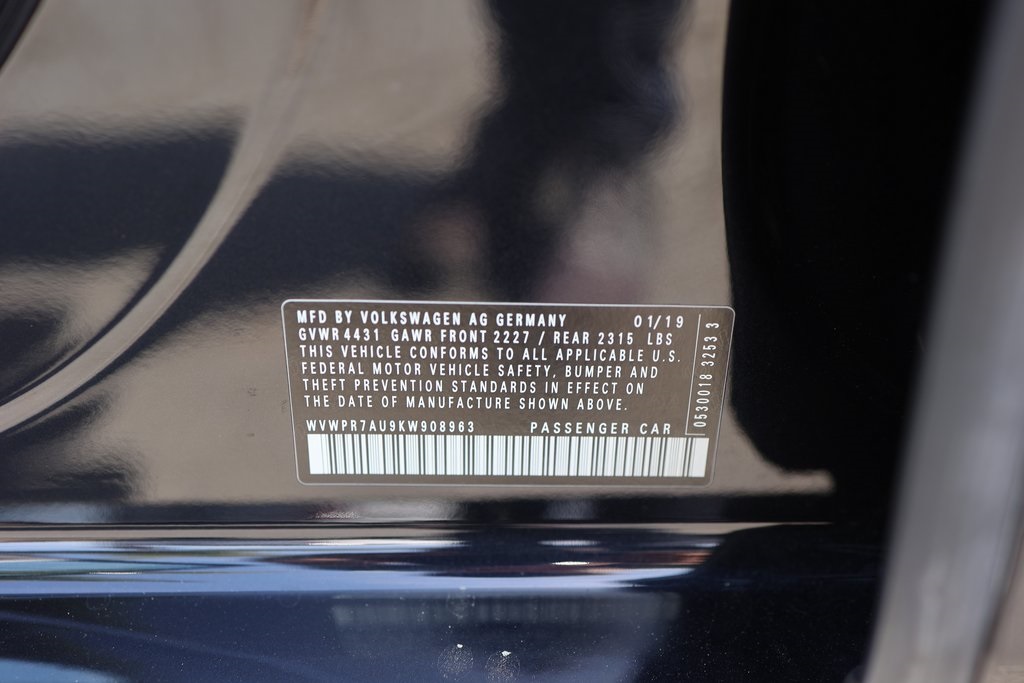 MFD BY VOLKSWAGEN AG GERMANY 01/19
GVWR 4431 GAWR FRONT 2227 / REAR 2315 LBS
THIS VEHICLE CONFORMS TO ALL APPLICABLE U.S.
FEDERAL MOTOR VEHICLE SAFETY, BUMPER AND
THEFT PREVENTION STANDARDS IN EFFECT ON
THE DATE OF MANUFACTURE SHOWN ABOVE.
WVWPR7AU9KW908963 PASSENGER CAR
0530018 32533